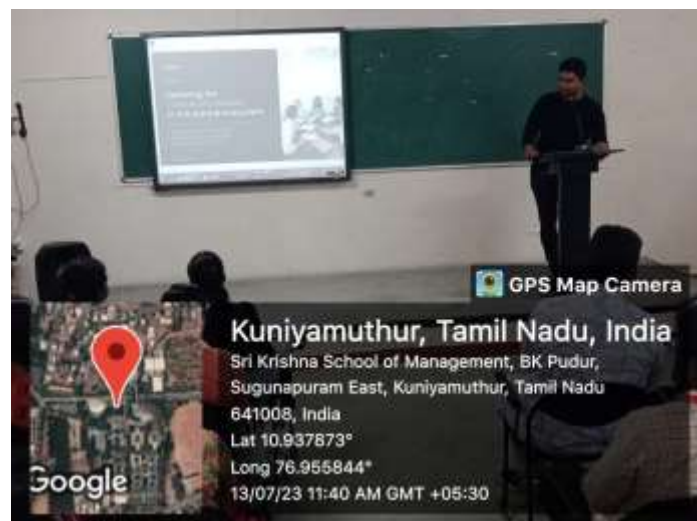 GPS Map Camera
Kuniyamuthur, Tamil Nadu, India
Sri Krishna School of Management, BK Pudur,
Sugunapuram East, Kuniyamuthur, Tamil Nadu
641008, India
Lat 10.937873°
Long 76.955844°
13/07/23 11:40 AM GMT +05:30
Google